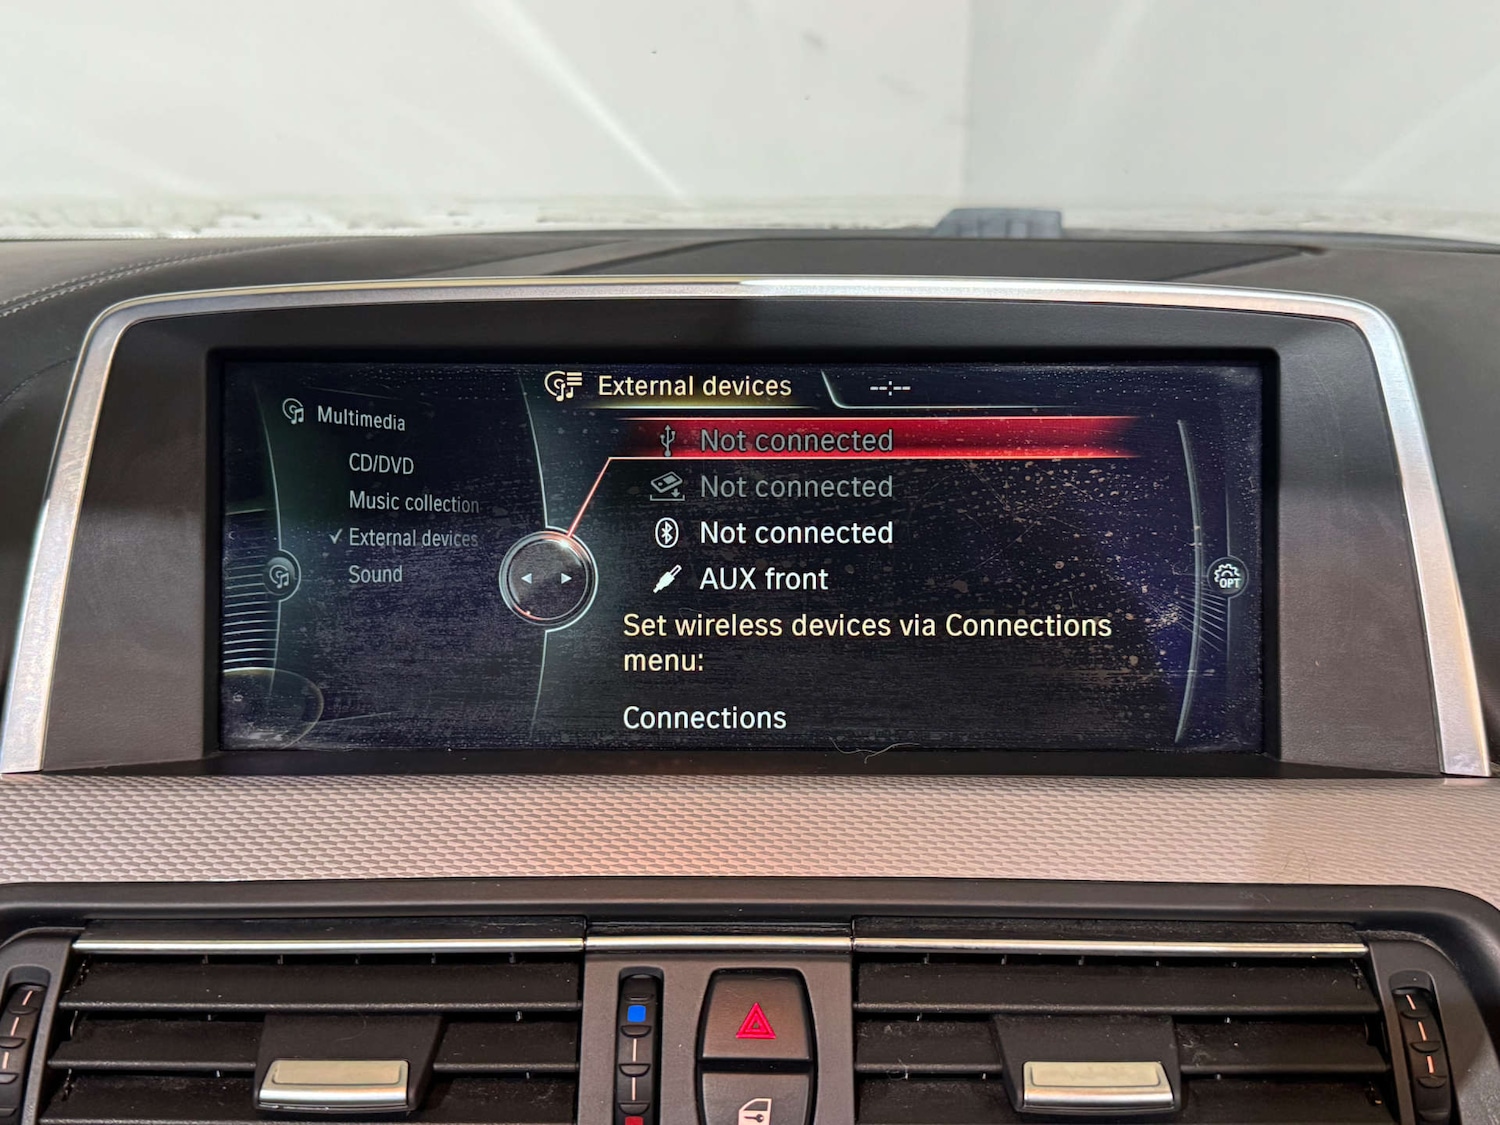 External devices --:--
Multimedia
CD/DVD
Music collection
External devices
Sound
Not connected
Not connected
Not connected
AUX front
Set wireless devices via Connections
menu:
Connections
OPT